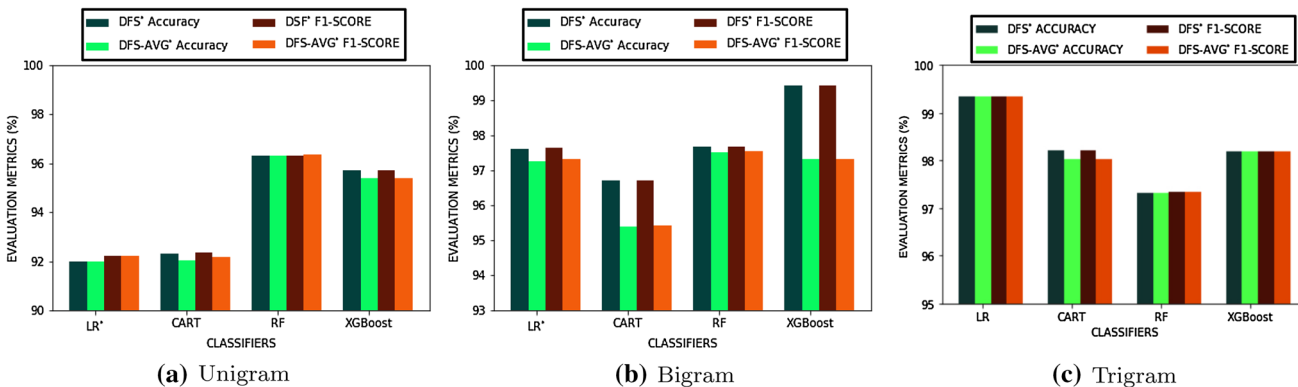 DFS* Accuracy
DSF* F1-SCORE
DFS-AVG* Accuracy
DFS-AVG* F1-SCORE
EVALUATION METRICS (%)
100
98
96
94
92
90
LR*
CART
RF
XGBoost
CLASSIFIERS
(a) Unigram
DFS* Accuracy
DFS* F1-SCORE
DFS-AVG* Accuracy
DFS-AVG* F1-SCORE
EVALUATION METRICS (%)
100
99
98
97
96
95
94
93
LR*
CART
RF
XGBoost
CLASSIFIERS
(b) Bigram
DFS* ACCURACY
DFS* F1-SCORE
DFS-AVG* ACCURACY
DFS-AVG* F1-SCORE
EVALUATION METRICS (%)
100
99
98
97
96
95
LR
CART
RF
XGBoost
CLASSIFIERS
(c) Trigram